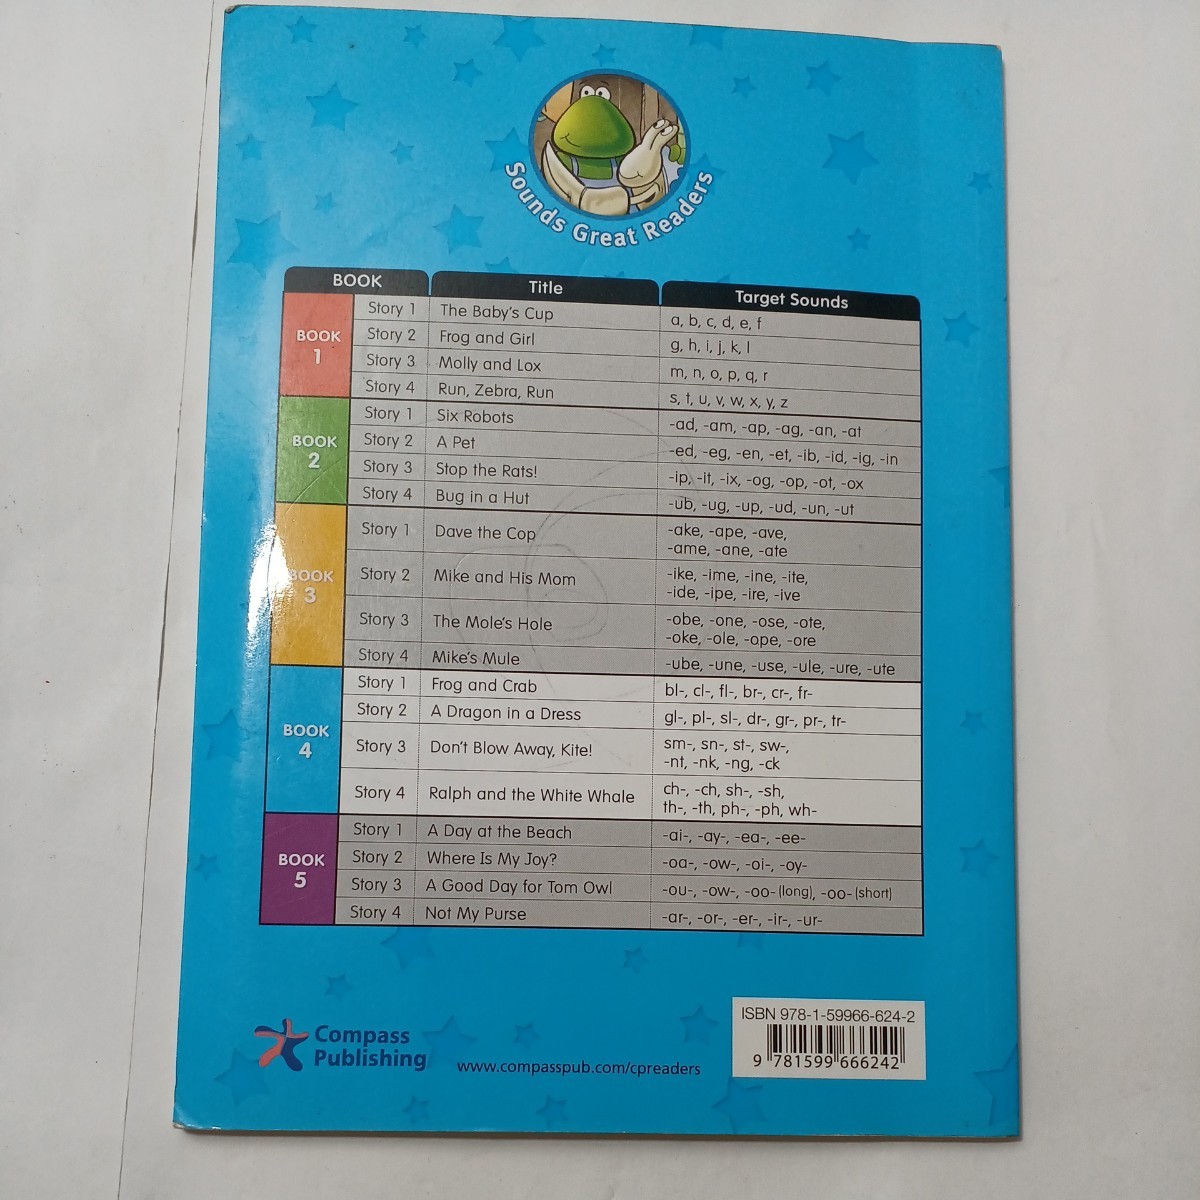 Sounds Great Readers
BOOK Title Target Sounds
BOOK 1
Story 1 The Baby's Cup a, b, c, d, e, f
Story 2 Frog and Girl g, h, i, j, k, l
Story 3 Molly and Lox m, n, o, p, q, r
Story 4 Run, Zebra, Run s, t, u, v, w, x, y, z
BOOK 2
Story 1 Six Robots -ad, -am, -ap, -ag, -an, -at
Story 2 A Pet -ed, -eg, -en, -et, -ib, -id, -ig, -in
Story 3 Stop the Rats! -ip, -it, -ix, -og, -op, -ot, -ox
Story 4 Bug in a Hut -ub, -ug, -up, -ud, -un, -ut
BOOK 3
Story 1 Dave the Cop -ake, -ape, -ave,
-ame, -ane, -ate
Story 2 Mike and His Mom -ike, -ime, -ine, -ite,
-ide, -ipe, -ire, -ive
Story 3 The Mole's Hole -obe, -one, -ose, -ote,
-oke, -ole, -ope, -ore
Story 4 Mike's Mule -ube, -une, -use, -ule, -ure, -ute
BOOK 4
Story 1 Frog and Crab bl-, cl-, fl-, br-, cr-, fr-
Story 2 A Dragon in a Dress gl-, pl-, sl-, dr-, gr-, pr-, tr-
Story 3 Don't Blow Away, Kite! sm-, sn-, st-, sw-,
-nt, -nk, -ng, -ck
Story 4 Ralph and the White Whale ch-, -ch, sh-, -sh,
th-, -th, ph-, -ph, wh-
BOOK 5
Story 1 A Day at the Beach -ai-, -ay-, -ea-, -ee-
Story 2 Where Is My Joy? -oa-, -ow-, -oi-, -oy-
Story 3 A Good Day for Tom Owl -ou-, -ow-, -oo- (long), -oo- (short)
Story 4 Not My Purse -ar-, -or-, -er-, -ir-, -ur-
Compass
Publishing
www.compasspub.com/cpreaders
ISBN 978-1-59966-624-2
9 781599 666242